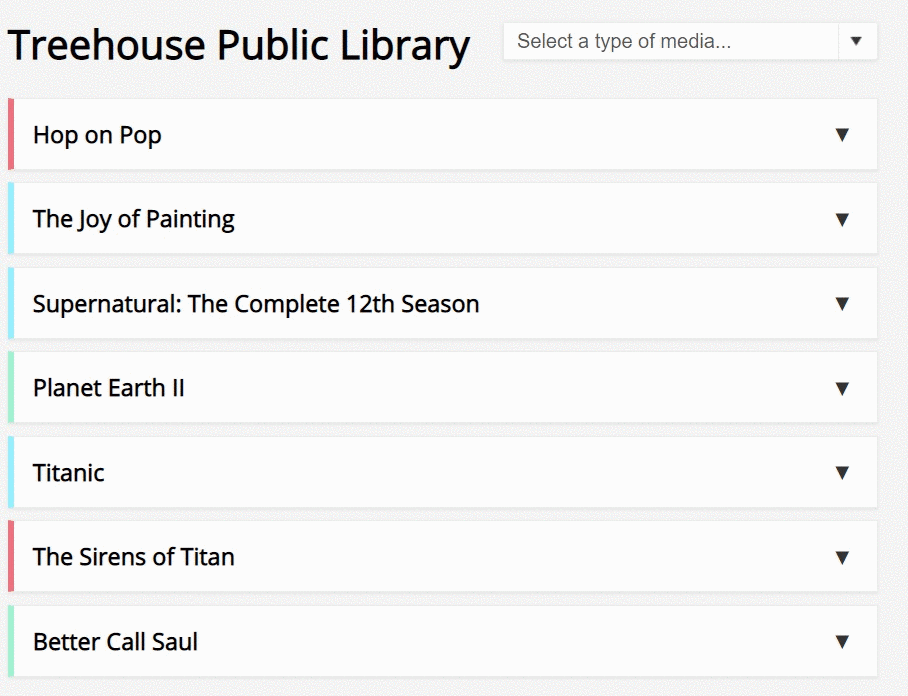 Treehouse Public Library
Select a type of media...
Hop on Pop
The Joy of Painting
Supernatural: The Complete 12th Season
Planet Earth II
Titanic
The Sirens of Titan
Better Call Saul